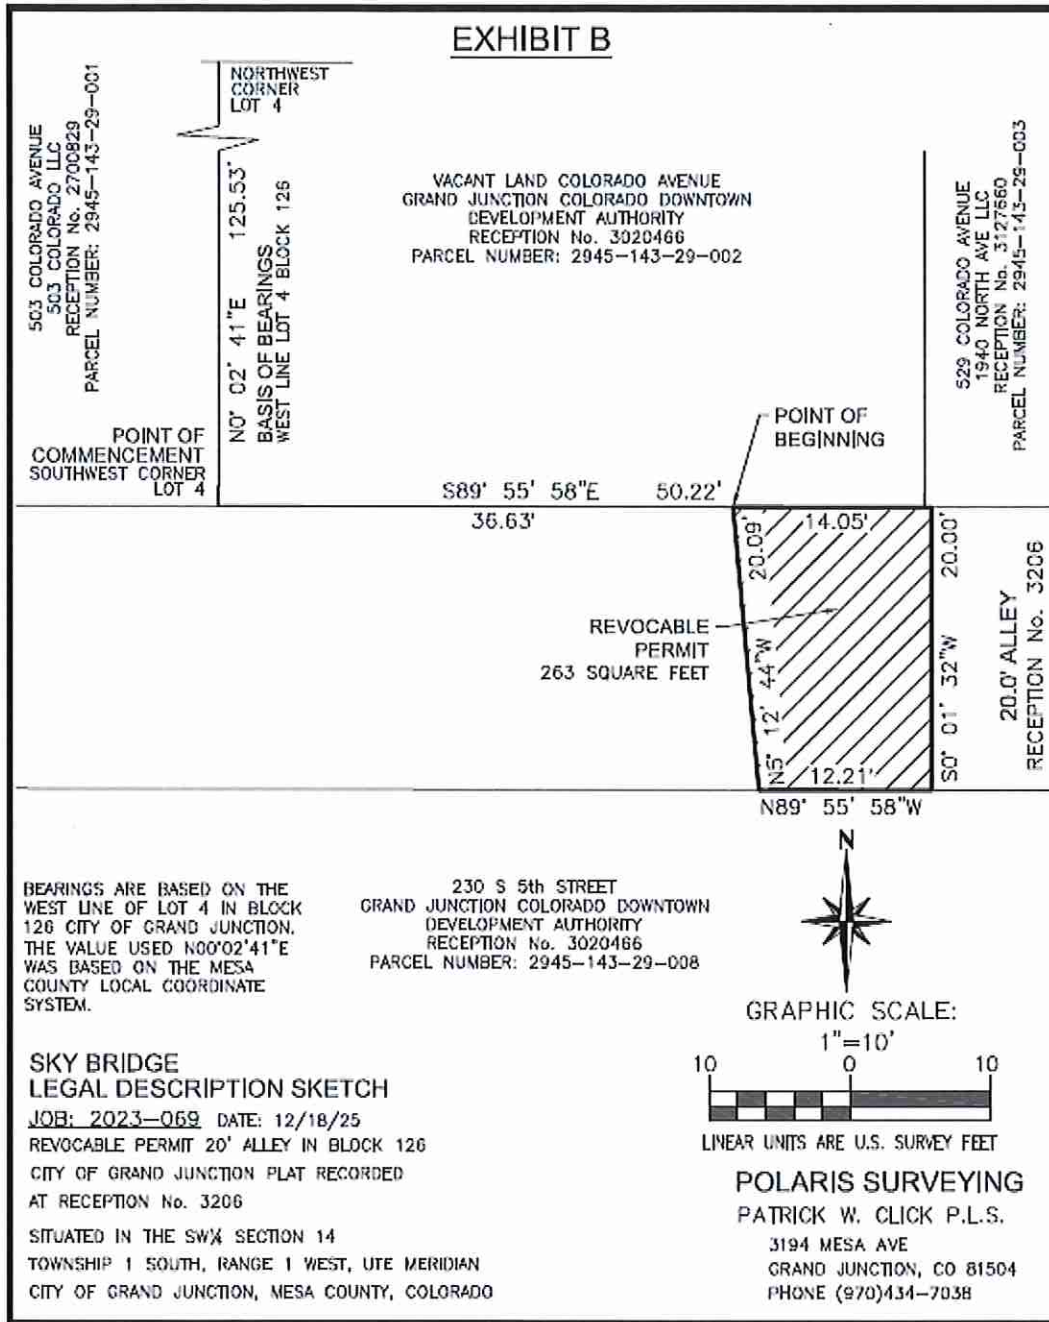 EXHIBIT B
503 COLORADO AVENUE
503 COLORADO LLC
RECEPTION No. 2700829
PARCEL NUMBER: 2945-143-29-001
NORTHWEST
CORNER
LOT 4
N0° 02' 41"E 125.53'
BASIS OF BEARINGS
WEST LINE LOT 4 BLOCK 126
VACANT LAND COLORADO AVENUE
GRAND JUNCTION COLORADO DOWNTOWN
DEVELOPMENT AUTHORITY
RECEPTION No. 3020466
PARCEL NUMBER: 2945-143-29-002
529 COLORADO AVENUE
1940 NORTH AVE LLC
RECEPTION No. 3127660
PARCEL NUMBER: 2945-143-29-003
POINT OF
COMMENCEMENT
SOUTHWEST CORNER
LOT 4
POINT OF
BEGINNING
S89° 55' 58"E 50.22'
36.63'
14.05'
20.09'
N5° 12' 44"W
REVOCABLE
PERMIT
263 SQUARE FEET
S0° 01' 32"W 20.00'
20.0' ALLEY
RECEPTION No. 3206
12.21'
N89° 55' 58"W
N
BEARINGS ARE BASED ON THE
WEST LINE OF LOT 4 IN BLOCK
126 CITY OF GRAND JUNCTION.
THE VALUE USED N00°02'41"E
WAS BASED ON THE MESA
COUNTY LOCAL COORDINATE
SYSTEM.
230 S 5th STREET
GRAND JUNCTION COLORADO DOWNTOWN
DEVELOPMENT AUTHORITY
RECEPTION No. 3020466
PARCEL NUMBER: 2945-143-29-008
GRAPHIC SCALE:
1"=10'
10 0 10
LINEAR UNITS ARE U.S. SURVEY FEET
SKY BRIDGE
LEGAL DESCRIPTION SKETCH
JOB: 2023-069 DATE: 12/18/25
REVOCABLE PERMIT 20' ALLEY IN BLOCK 126
CITY OF GRAND JUNCTION PLAT RECORDED
AT RECEPTION No. 3206
SITUATED IN THE SW¼ SECTION 14
TOWNSHIP 1 SOUTH, RANGE 1 WEST, UTE MERIDIAN
CITY OF GRAND JUNCTION, MESA COUNTY, COLORADO
POLARIS SURVEYING
PATRICK W. CLICK P.L.S.
3194 MESA AVE
GRAND JUNCTION, CO 81504
PHONE (970)434-7038